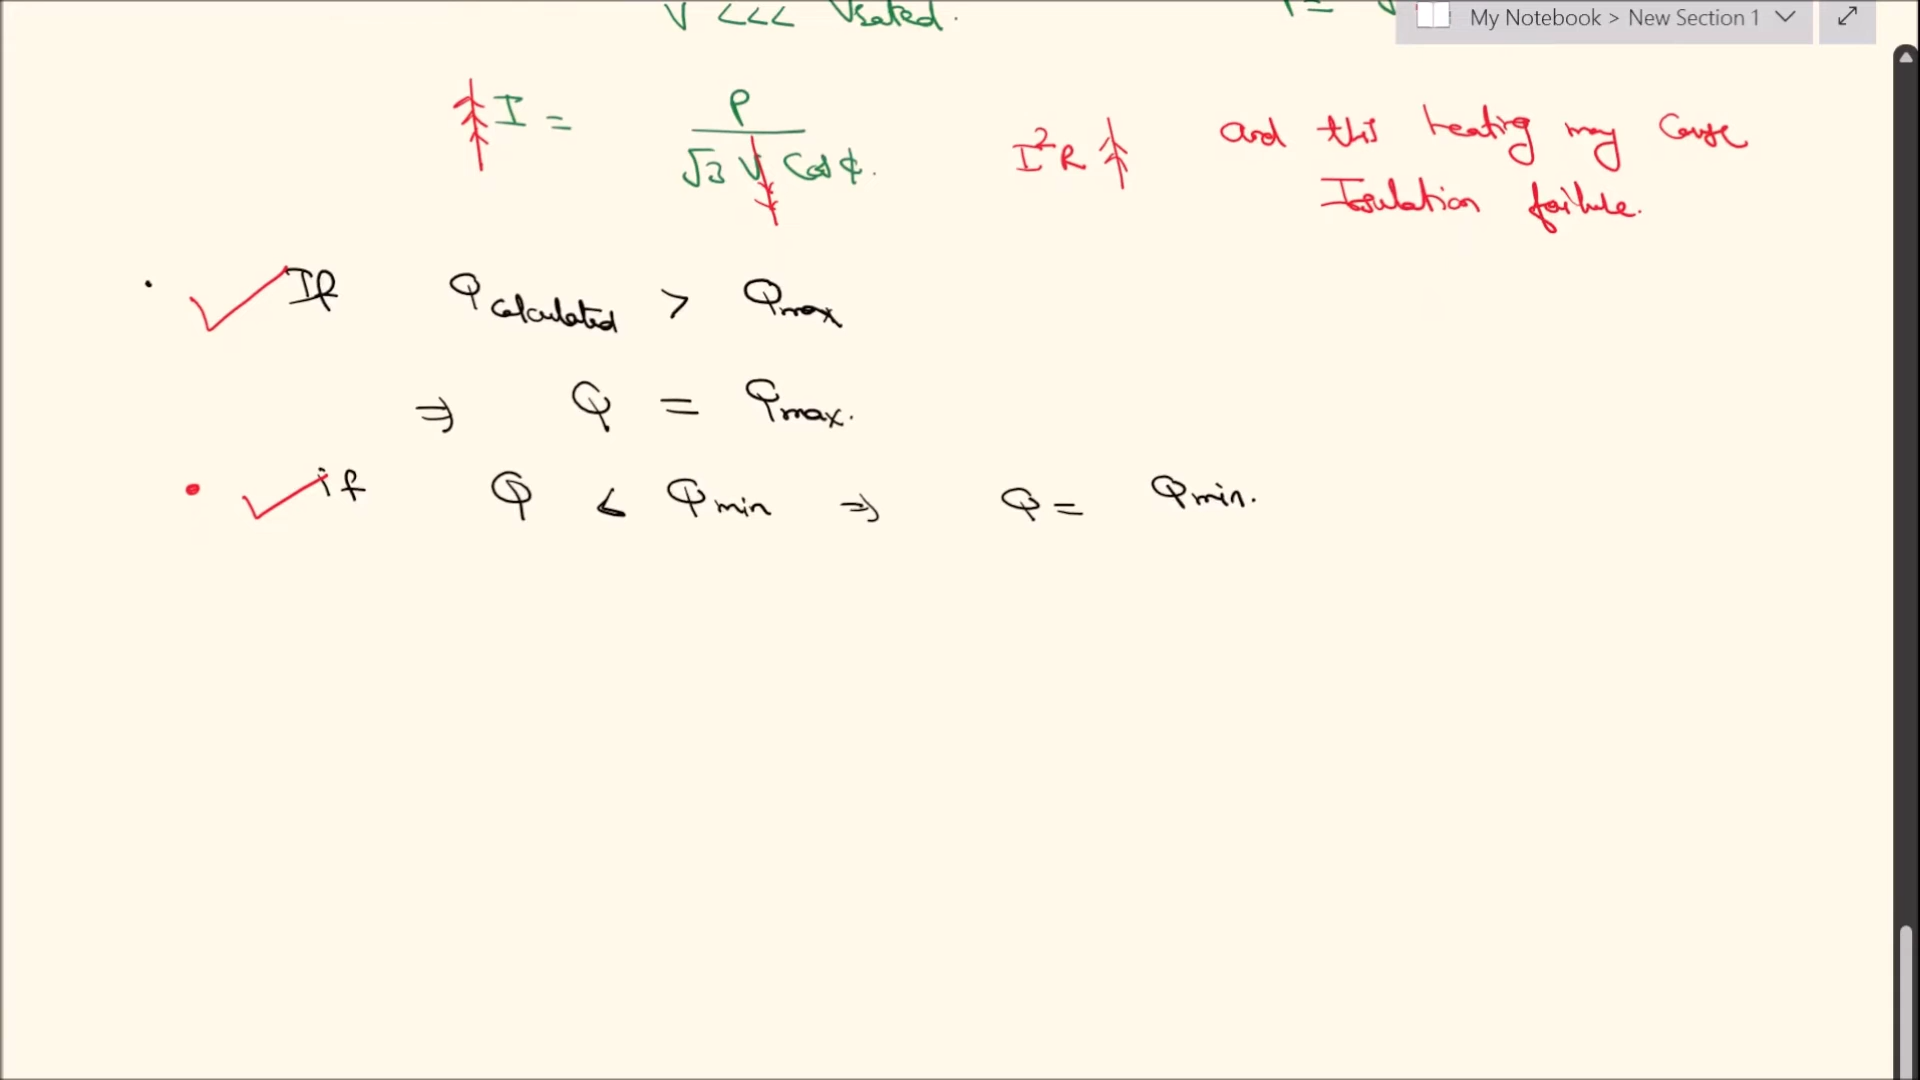 V <<< Vrated.
My Notebook > New Section 1
I = P / √3 V Cos φ.
I²R
and this heating may cause
Insulation failure.
If Qcalculated > Qmax
⇒ Q = Qmax.
if Q < Qmin ⇒ Q = Qmin.